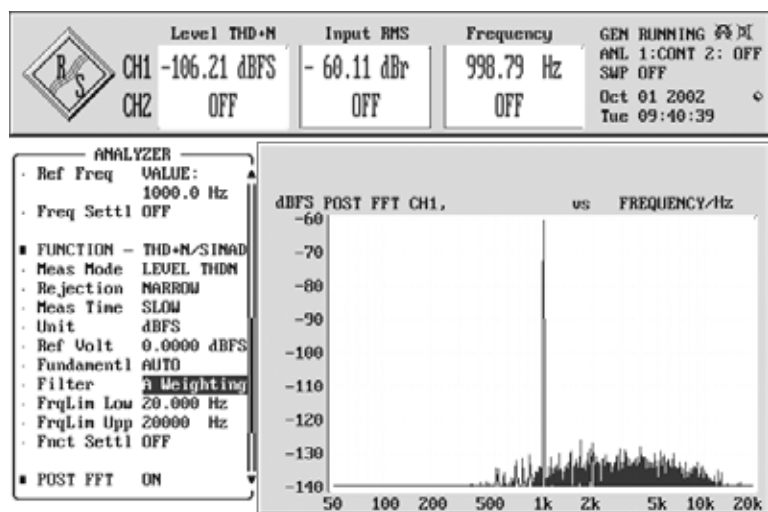 Level THD+N Input RMS Frequency
GEN RUNNING
R S
CH1 -106.21 dBFS - 60.11 dBr 998.79 Hz
ANL 1:CONT 2: OFF
SWP OFF
CH2 OFF OFF OFF
Oct 01 2002
Tue 09:40:39
ANALYZER
Ref Freq VALUE:
1000.0 Hz
Freq Settl OFF
FUNCTION - THD+N/SINAD
Meas Mode LEVEL THDN
Rejection NARROW
Meas Time SLOW
Unit dBFS
Ref Volt 0.0000 dBFS
Fundamentl AUTO
Filter A Weighting
FrqLim Low 20.000 Hz
FrqLim Upp 20000 Hz
Fnct Settl OFF
POST FFT ON
dBFS POST FFT CH1, vs FREQUENCY/Hz
-60
-70
-80
-90
-100
-110
-120
-130
-140
50 100 200 500 1k 2k 5k 10k 20k